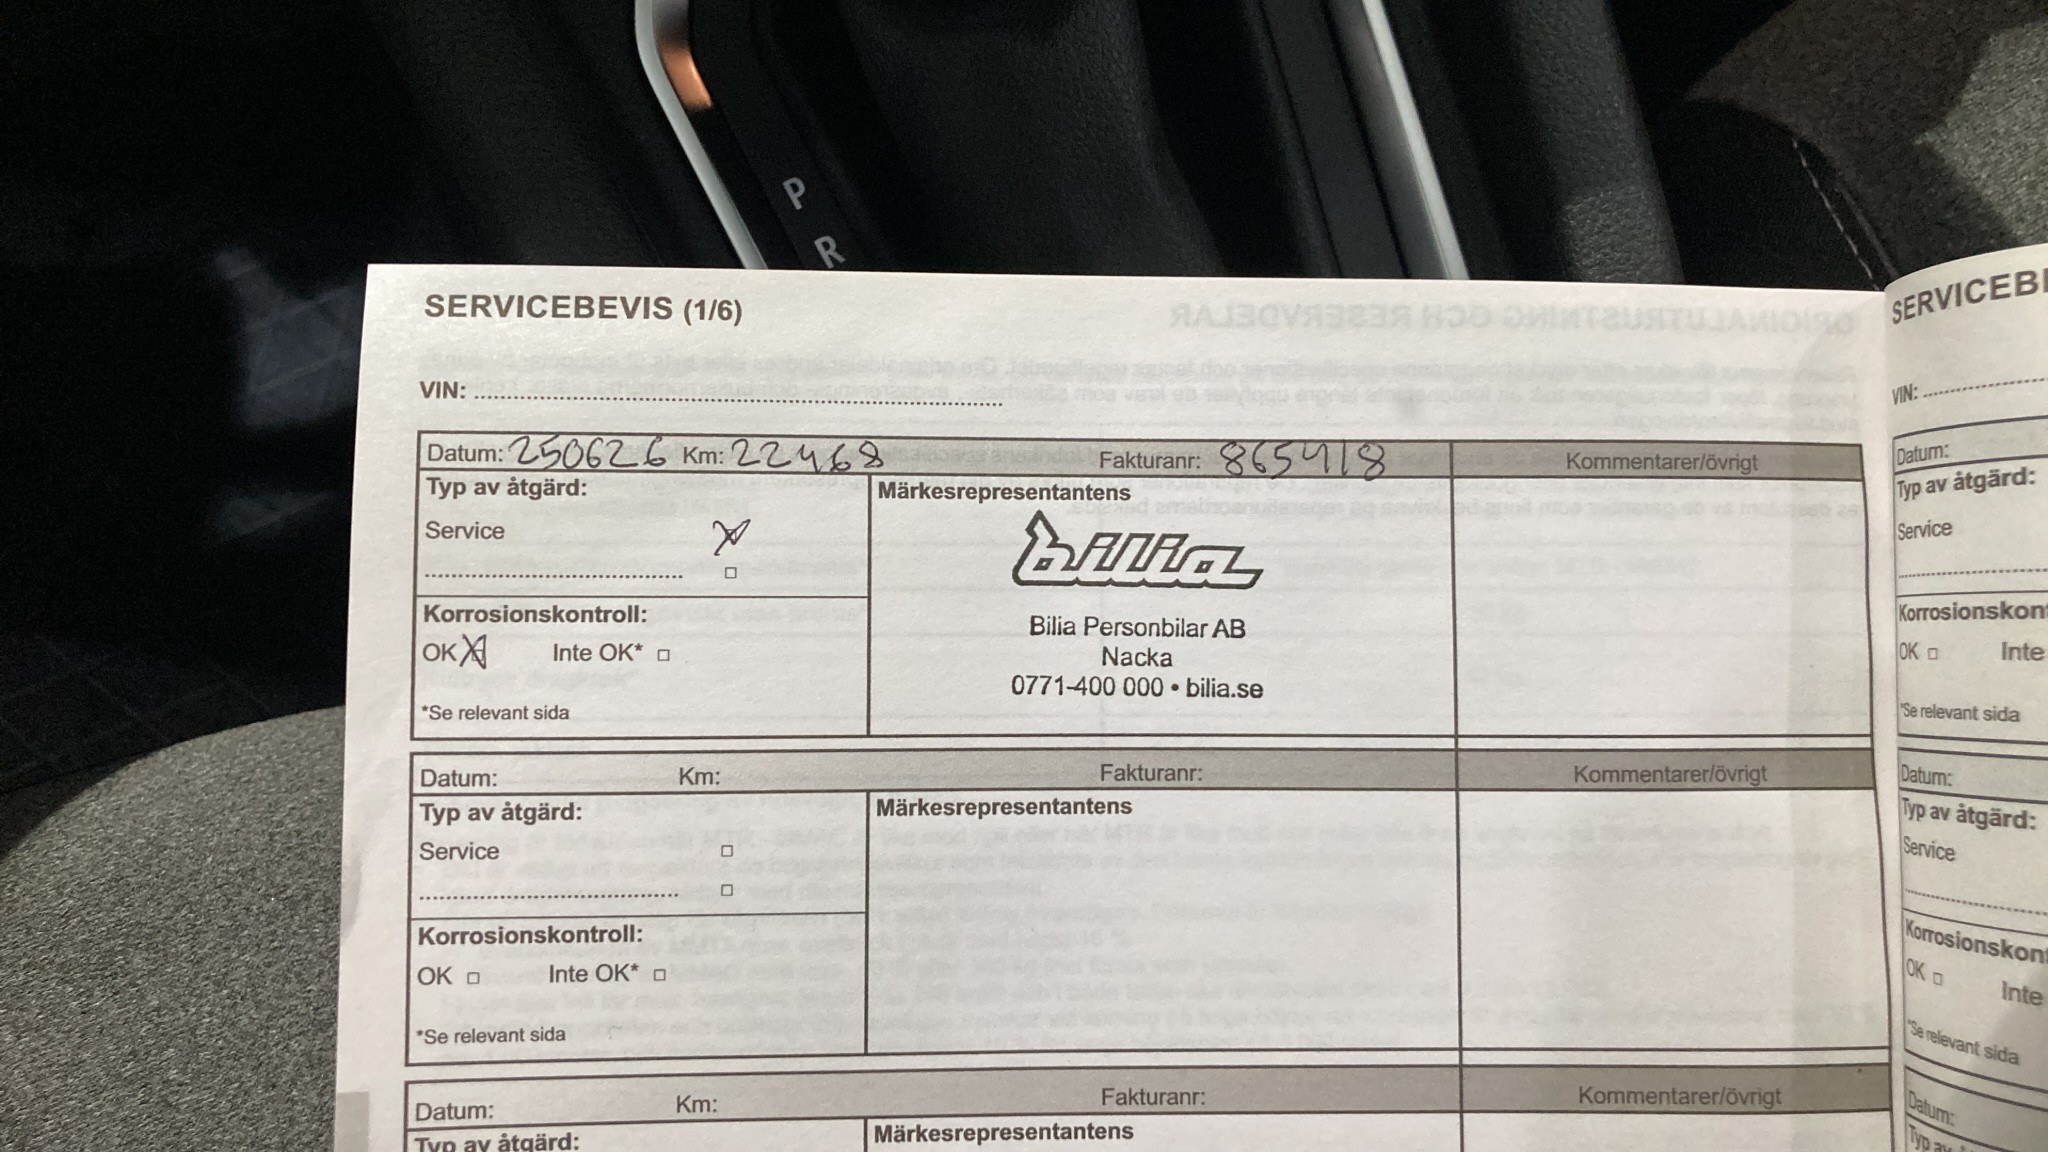 P
R
SERVICEBEVIS (1/6)
VIN:
Datum: 250626 Km: 22468 Fakturanr: 865418 Kommentarer/övrigt
Typ av åtgärd: Märkesrepresentantens
Service
bilia
Korrosionskontroll:
OK Inte OK*
Bilia Personbilar AB
Nacka
0771-400 000 • bilia.se
*Se relevant sida
Datum: Km: Fakturanr: Kommentarer/övrigt
Typ av åtgärd: Märkesrepresentantens
Service
Korrosionskontroll:
OK Inte OK*
*Se relevant sida
Datum: Km: Fakturanr: Kommentarer/övrigt
Typ av åtgärd: Märkesrepresentantens
SERVICEB
VIN:
Datum:
Typ av åtgärd:
Service
Korrosionskon
OK Inte
*Se relevant sida
Datum:
Typ av åtgärd:
Service
Korrosionskon
OK Inte
*Se relevant sida
Datum:
Typ av